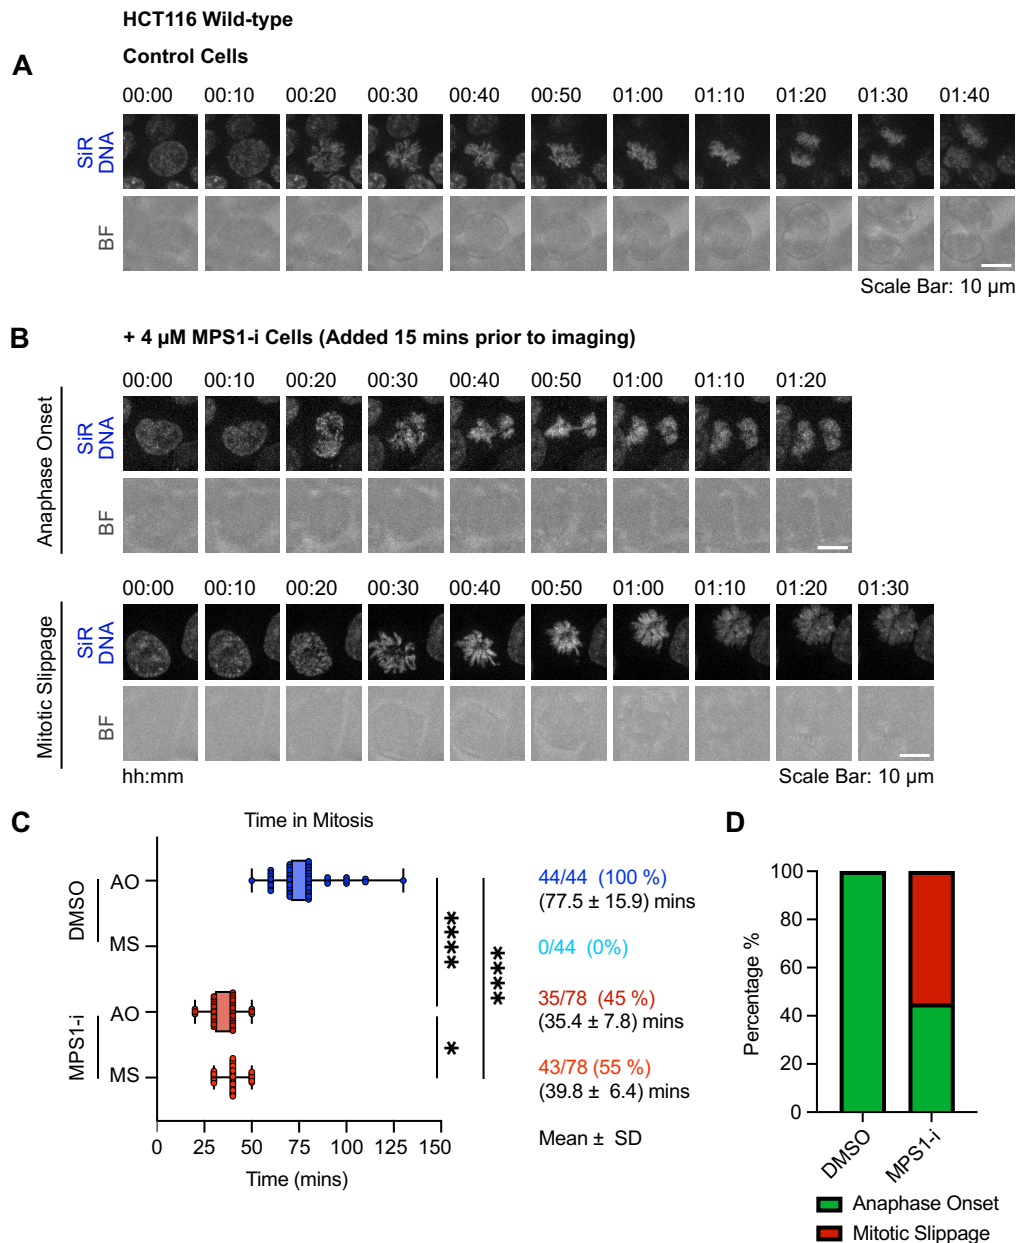 HCT116 Wild-type
A
Control Cells
00:00 00:10 00:20 00:30 00:40 00:50 01:00 01:10 01:20 01:30 01:40
SiR
DNA
BF
Scale Bar: 10 µm
B
+ 4 µM MPS1-i Cells (Added 15 mins prior to imaging)
Anaphase Onset
00:00 00:10 00:20 00:30 00:40 00:50 01:00 01:10 01:20
SiR
DNA
BF
Mitotic Slippage
00:00 00:10 00:20 00:30 00:40 00:50 01:00 01:10 01:20 01:30
SiR
DNA
BF
hh:mm
Scale Bar: 10 µm
C
Time in Mitosis
DMSO
AO
MS
MPS1-i
AO
MS
****
*
****
0 25 50 75 100 125 150
Time (mins)
44/44 (100 %)
(77.5 ± 15.9) mins
0/44 (0%)
35/78 (45 %)
(35.4 ± 7.8) mins
43/78 (55 %)
(39.8 ± 6.4) mins
Mean ± SD
D
Percentage %
100
80
60
40
20
0
DMSO
MPS1-i
Anaphase Onset
Mitotic Slippage